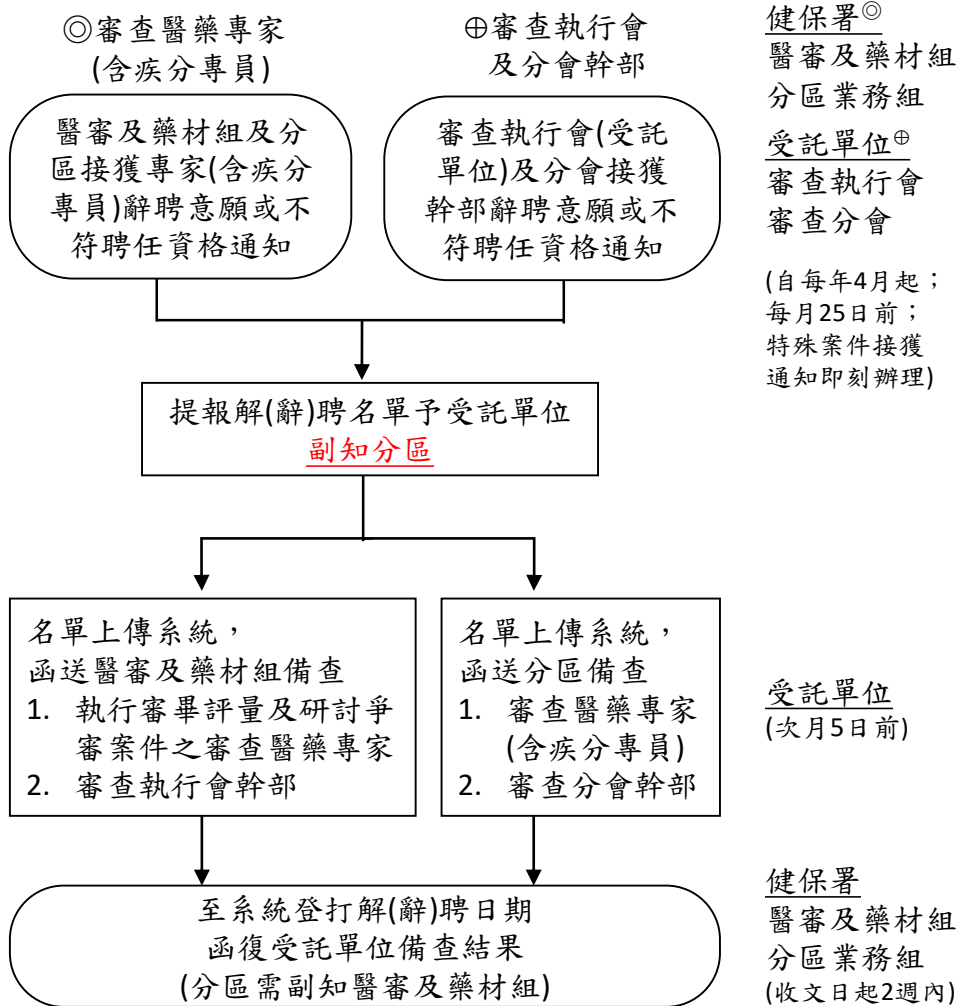 ◎審查醫藥專家
(含疾分專員)
⊕審查執行會
及分會幹部
健保署◎
醫審及藥材組
分區業務組
受託單位⊕
審查執行會
審查分會
(自每年4月起；
每月25日前；
特殊案件接獲
通知即刻辦理)
醫審及藥材組及分
區接獲專家(含疾分
專員)辭聘意願或不
符聘任資格通知
審查執行會(受託
單位)及分會接獲
幹部辭聘意願或不
符聘任資格通知
提報解(辭)聘名單予受託單位
副知分區
名單上傳系統，
函送醫審及藥材組備查
1. 執行審畢評量及研討爭
審案件之審查醫藥專家
2. 審查執行會幹部
名單上傳系統，
函送分區備查
1. 審查醫藥專家
(含疾分專員)
2. 審查分會幹部
受託單位
(次月5日前)
至系統登打解(辭)聘日期
函復受託單位備查結果
(分區需副知醫審及藥材組)
健保署
醫審及藥材組
分區業務組
(收文日起2週內)